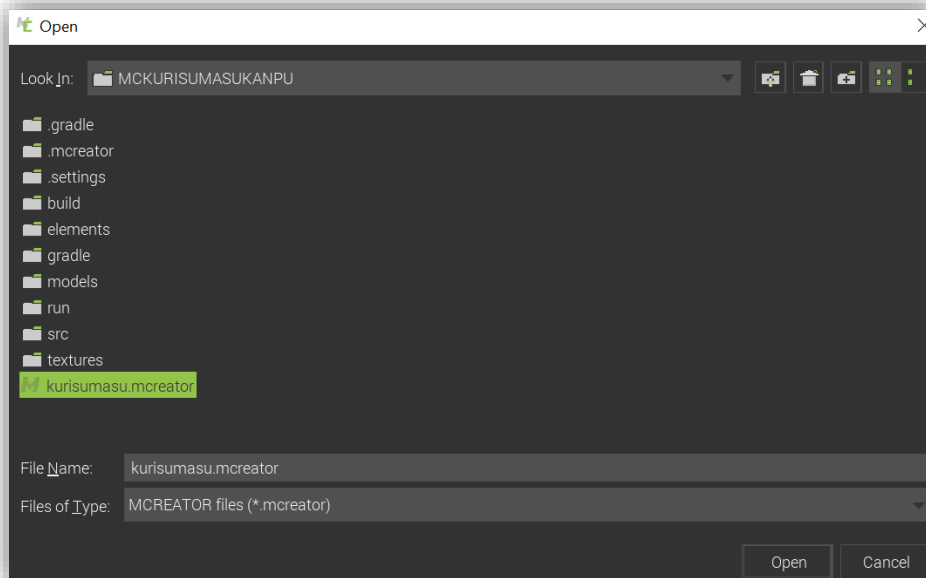 Open
Look In: MCKURISUMASUKANPU
.gradle
.mcreator
.settings
build
elements
gradle
models
run
src
textures
kurisumasu.mcreator
File Name: kurisumasu.mcreator
Files of Type: MCREATOR files (*.mcreator)
Open Cancel